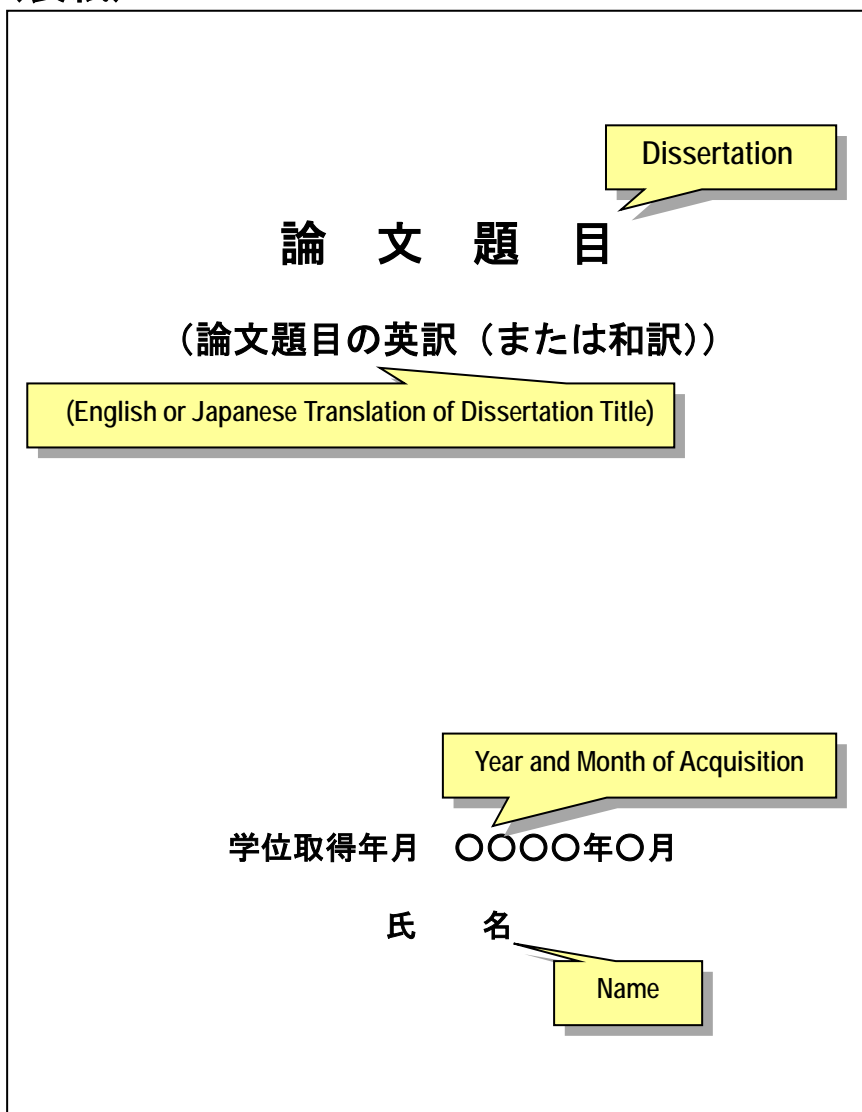 Dissertation
論 文 題 目
（論文題目の英訳（または和訳））
(English or Japanese Translation of Dissertation Title)
Year and Month of Acquisition
学位取得年月 〇〇〇〇年〇月
氏 名
Name